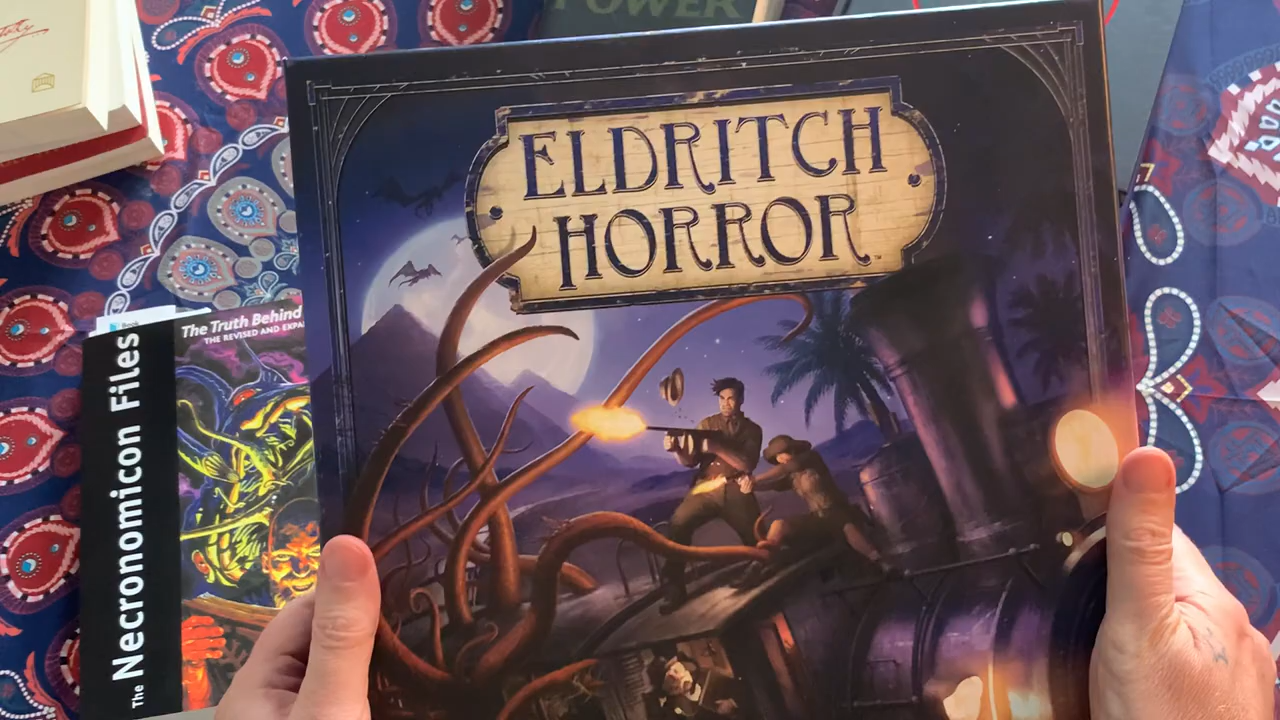 POWER
ELDRITCH
HORROR
The Truth Behind
THE REVISED AND EXPA
The Necronomicon Files